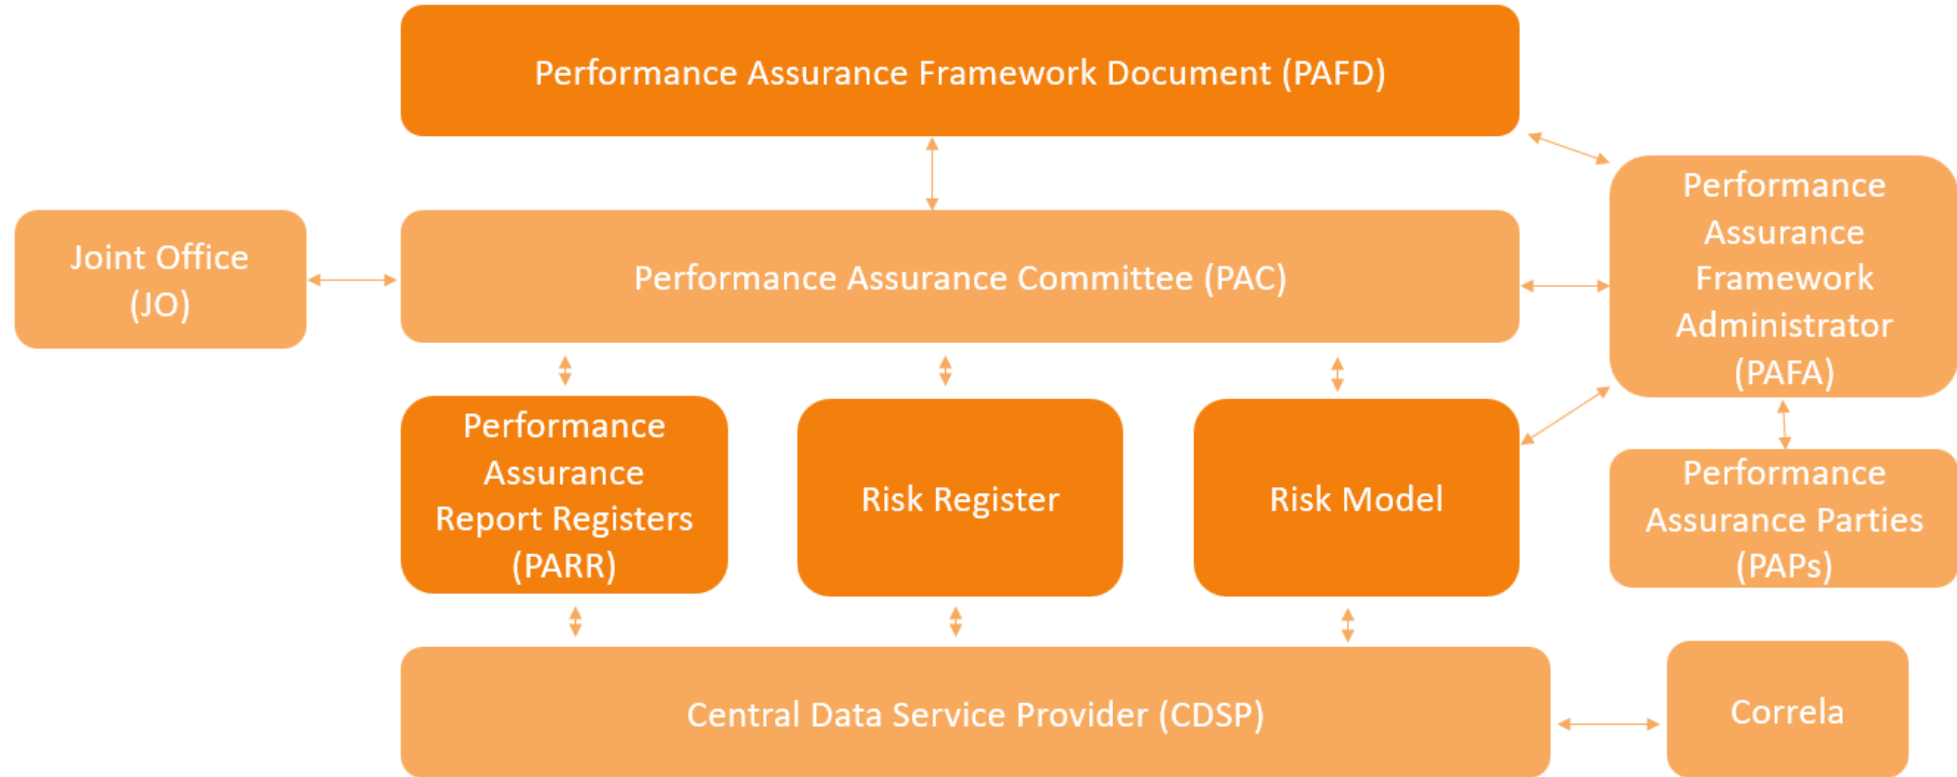 Performance Assurance Framework Document (PAFD)
Joint Office
(JO)
Performance Assurance Committee (PAC)
Performance
Assurance
Framework
Administrator
(PAFA)
Performance
Assurance
Report Registers
(PARR)
Risk Register
Risk Model
Performance
Assurance Parties
(PAPs)
Central Data Service Provider (CDSP)
Correla